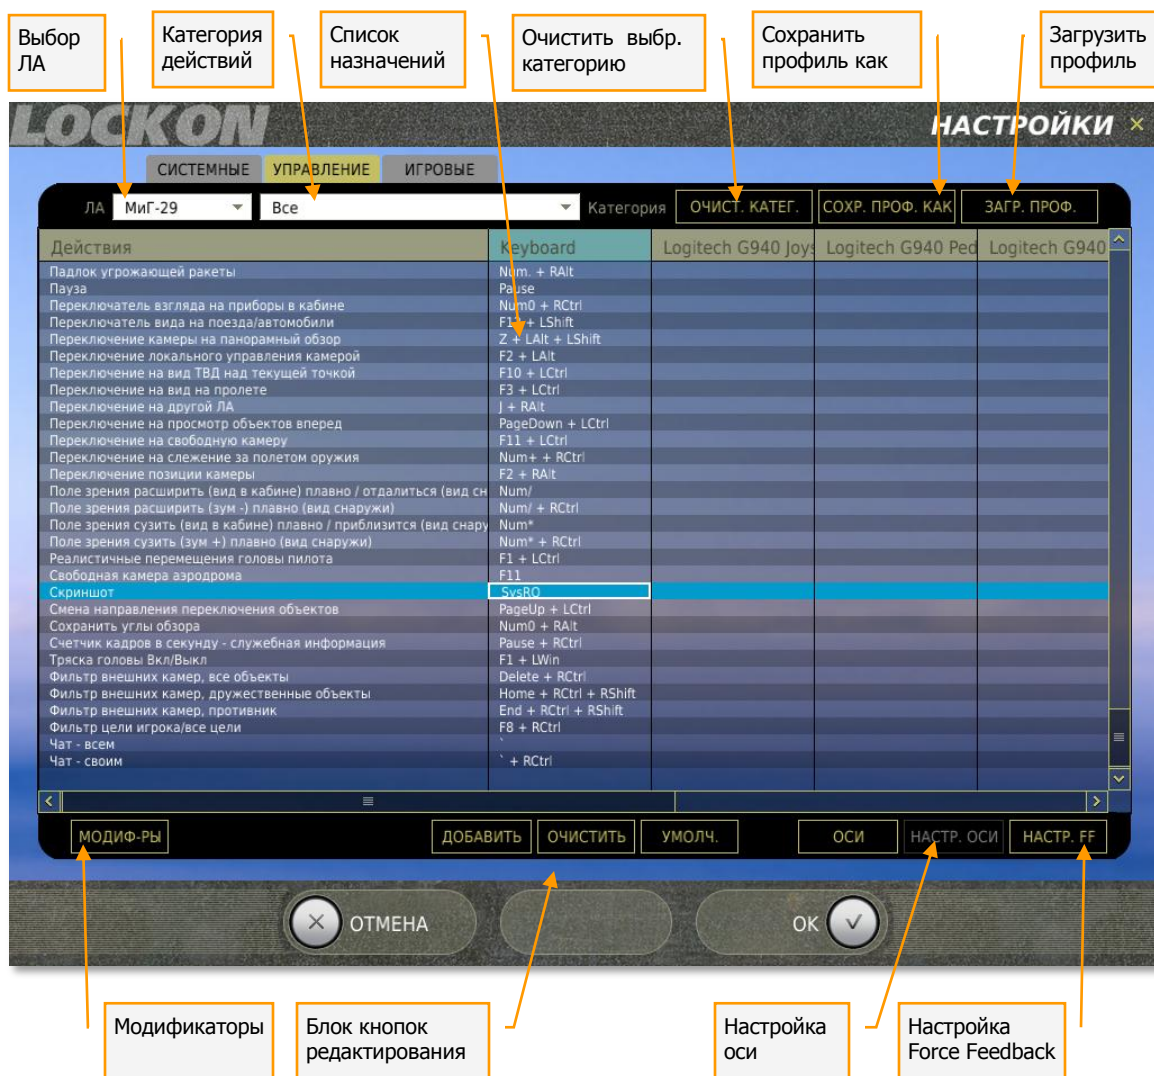 Выбор
ЛА
Категория
действий
Список
назначений
Очистить выбр.
категорию
Сохранить
профиль как
Загрузить
профиль
LOCKON
НАСТРОЙКИ
СИСТЕМНЫЕ УПРАВЛЕНИЕ ИГРОВЫЕ
ЛА МиГ-29 Все Категория ОЧИСТ. КАТЕГ. СОХР. ПРОФ. КАК ЗАГР. ПРОФ.
Действия Keyboard Logitech G940 Joys Logitech G940 Ped Logitech G940
Падлок угрожающей ракеты Num. + RAlt
Пауза Pause
Переключатель взгляда на приборы в кабине Num0 + RCtrl
Переключатель вида на поезда/автомобили + LShift
Переключение камеры на панорамный обзор Z + LAlt + LShift
Переключение локального управления камерой F2 + LAlt
Переключение на вид ТВД над текущей точкой F10 + LCtrl
Переключение на вид на пролете F3 + LCtrl
Переключение на другой ЛА J + RAlt
Переключение на просмотр объектов вперед PageDown + LCtrl
Переключение на свободную камеру F11 + LCtrl
Переключение на слежение за полетом оружия Num+ + RCtrl
Переключение позиции камеры F2 + RAlt
Поле зрения расширить (вид в кабине) плавно / отдалиться (вид сн Num/
Поле зрения расширить (зум -) плавно (вид снаружи) Num/ + RCtrl
Поле зрения сузить (вид в кабине) плавно / приблизится (вид снару Num*
Поле зрения сузить (зум +) плавно (вид снаружи) Num* + RCtrl
Реалистичные перемещения головы пилота F1 + LCtrl
Свободная камера аэродрома F11
Скриншот SysRQ
Смена направления переключения объектов PageUp + LCtrl
Сохранить углы обзора Num0 + RAlt
Счетчик кадров в секунду - служебная информация Pause + RCtrl
Тряска головы Вкл/Выкл F1 + LWin
Фильтр внешних камер, все объекты Delete + RCtrl
Фильтр внешних камер, дружественные объекты Home + RCtrl + RShift
Фильтр внешних камер, противник End + RCtrl + RShift
Фильтр цели игрока/все цели F8 + RCtrl
Чат - всем `
Чат - своим ` + RCtrl
МОДИФ-РЫ ДОБАВИТЬ ОЧИСТИТЬ УМОЛЧ. ОСИ НАСТР. ОСИ НАСТР. FF
ОТМЕНА OK
Модификаторы
Блок кнопок
редактирования
Настройка
оси
Настройка
Force Feedback